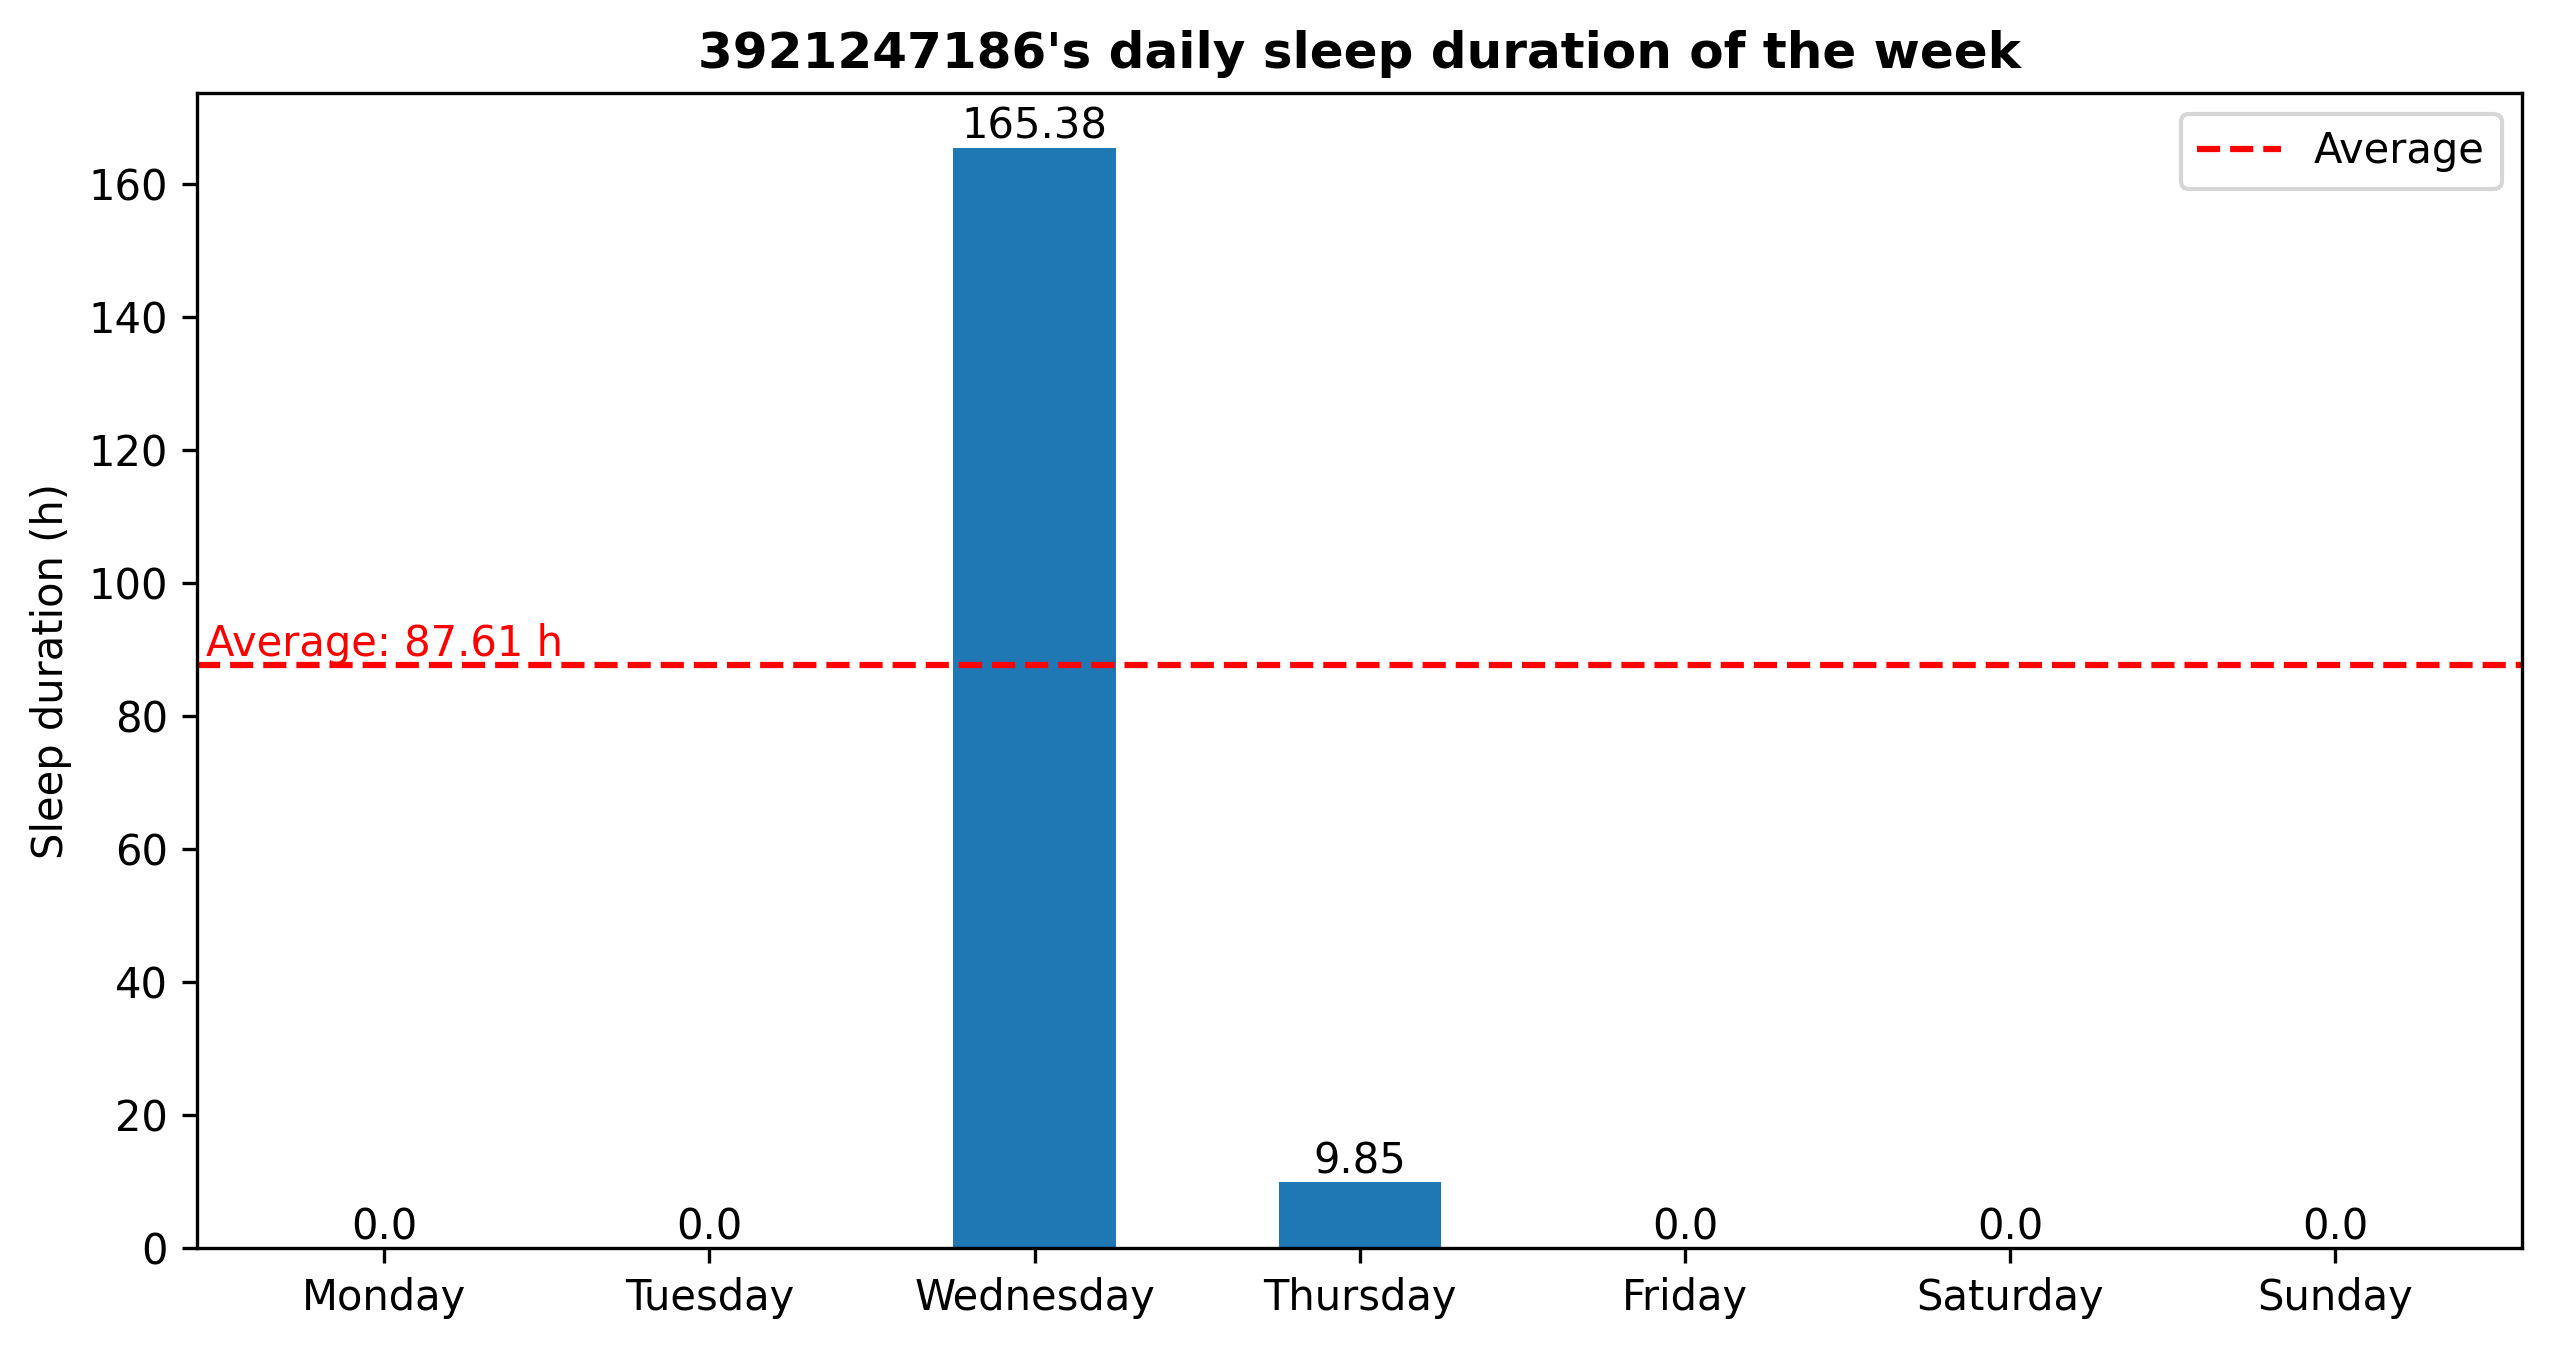 3921247186's daily sleep duration of the week
Average
Sleep duration (h)
160
140
120
100
80
60
40
20
0
Average: 87.61 h
0.0
0.0
165.38
9.85
0.0
0.0
0.0
Monday
Tuesday
Wednesday
Thursday
Friday
Saturday
Sunday